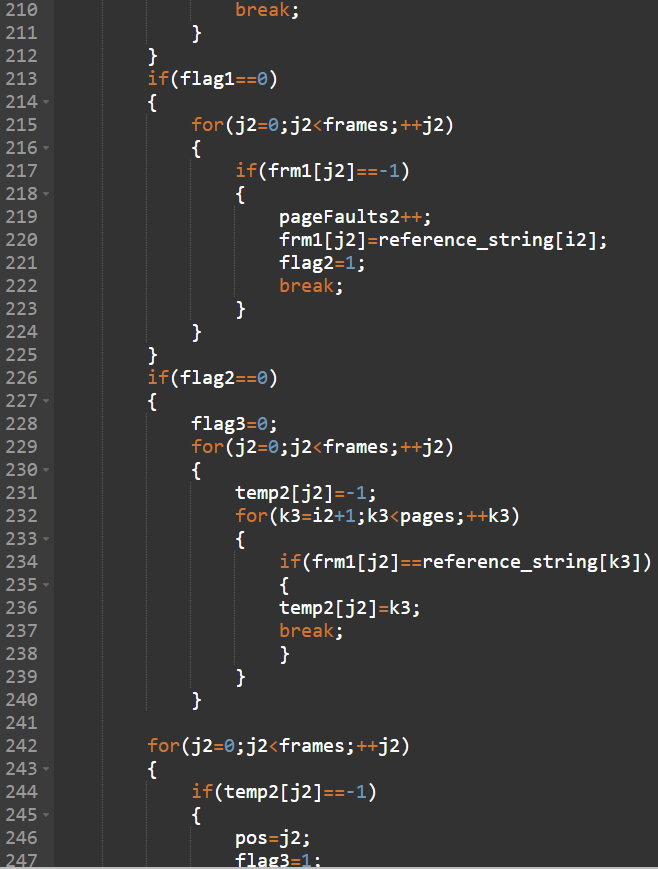 210 break;
211 }
212 }
213 if(flag1==0)
214 {
215 for(j2=0;j2<frames;++j2)
216 {
217 if(frm1[j2]==-1)
218 {
219 pageFaults2++;
220 frm1[j2]=reference_string[i2];
221 flag2=1;
222 break;
223 }
224 }
225 }
226 if(flag2==0)
227 {
228 flag3=0;
229 for(j2=0;j2<frames;++j2)
230 {
231 temp2[j2]=-1;
232 for(k3=i2+1;k3<pages;++k3)
233 {
234 if(frm1[j2]==reference_string[k3])
235 {
236 temp2[j2]=k3;
237 break;
238 }
239 }
240 }
241
242 for(j2=0;j2<frames;++j2)
243 {
244 if(temp2[j2]==-1)
245 {
246 pos=j2;
247 flag3=1;